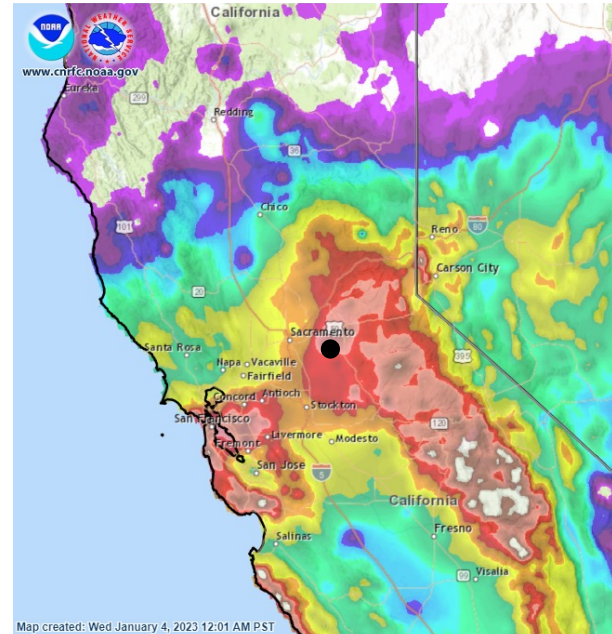 California
NOAA
NATIONAL WEATHER SERVICE
www.cnrfc.noaa.gov
Eureka
299
Redding
36
Chico
101
Reno
80
Carson City
20
Sacramento
Santa Rosa
395
Napa
Vacaville
Fairfield
Concord
Antioch
Stockton
San Francisco
120
Livermore
Modesto
Fremont
San Jose
5
California
Salinas
Fresno
99
Visalia
Map created: Wed January 4, 2023 12:01 AM PST